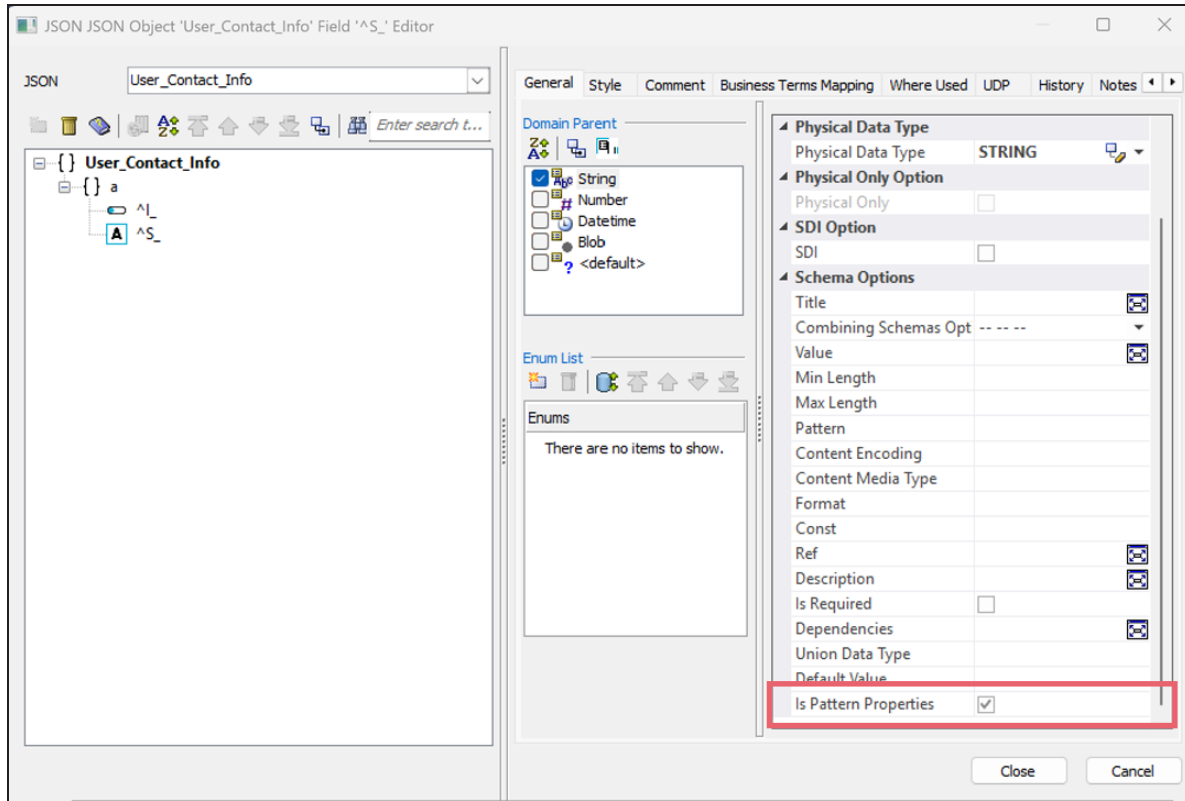 JSON JSON Object 'User_Contact_Info' Field '^S_' Editor
JSON
User_Contact_Info
Enter search t...
{ } User_Contact_Info
{ } a
^I_
A ^S_
General Style Comment Business Terms Mapping Where Used UDP History Notes
Domain Parent
String
Number
Datetime
Blob
<default>
Enum List
Enums
There are no items to show.
Physical Data Type
Physical Data Type STRING
Physical Only Option
Physical Only
SDI Option
SDI
Schema Options
Title
Combining Schemas Opt -- -- --
Value
Min Length
Max Length
Pattern
Content Encoding
Content Media Type
Format
Const
Ref
Description
Is Required
Dependencies
Union Data Type
Default Value
Is Pattern Properties
Close Cancel